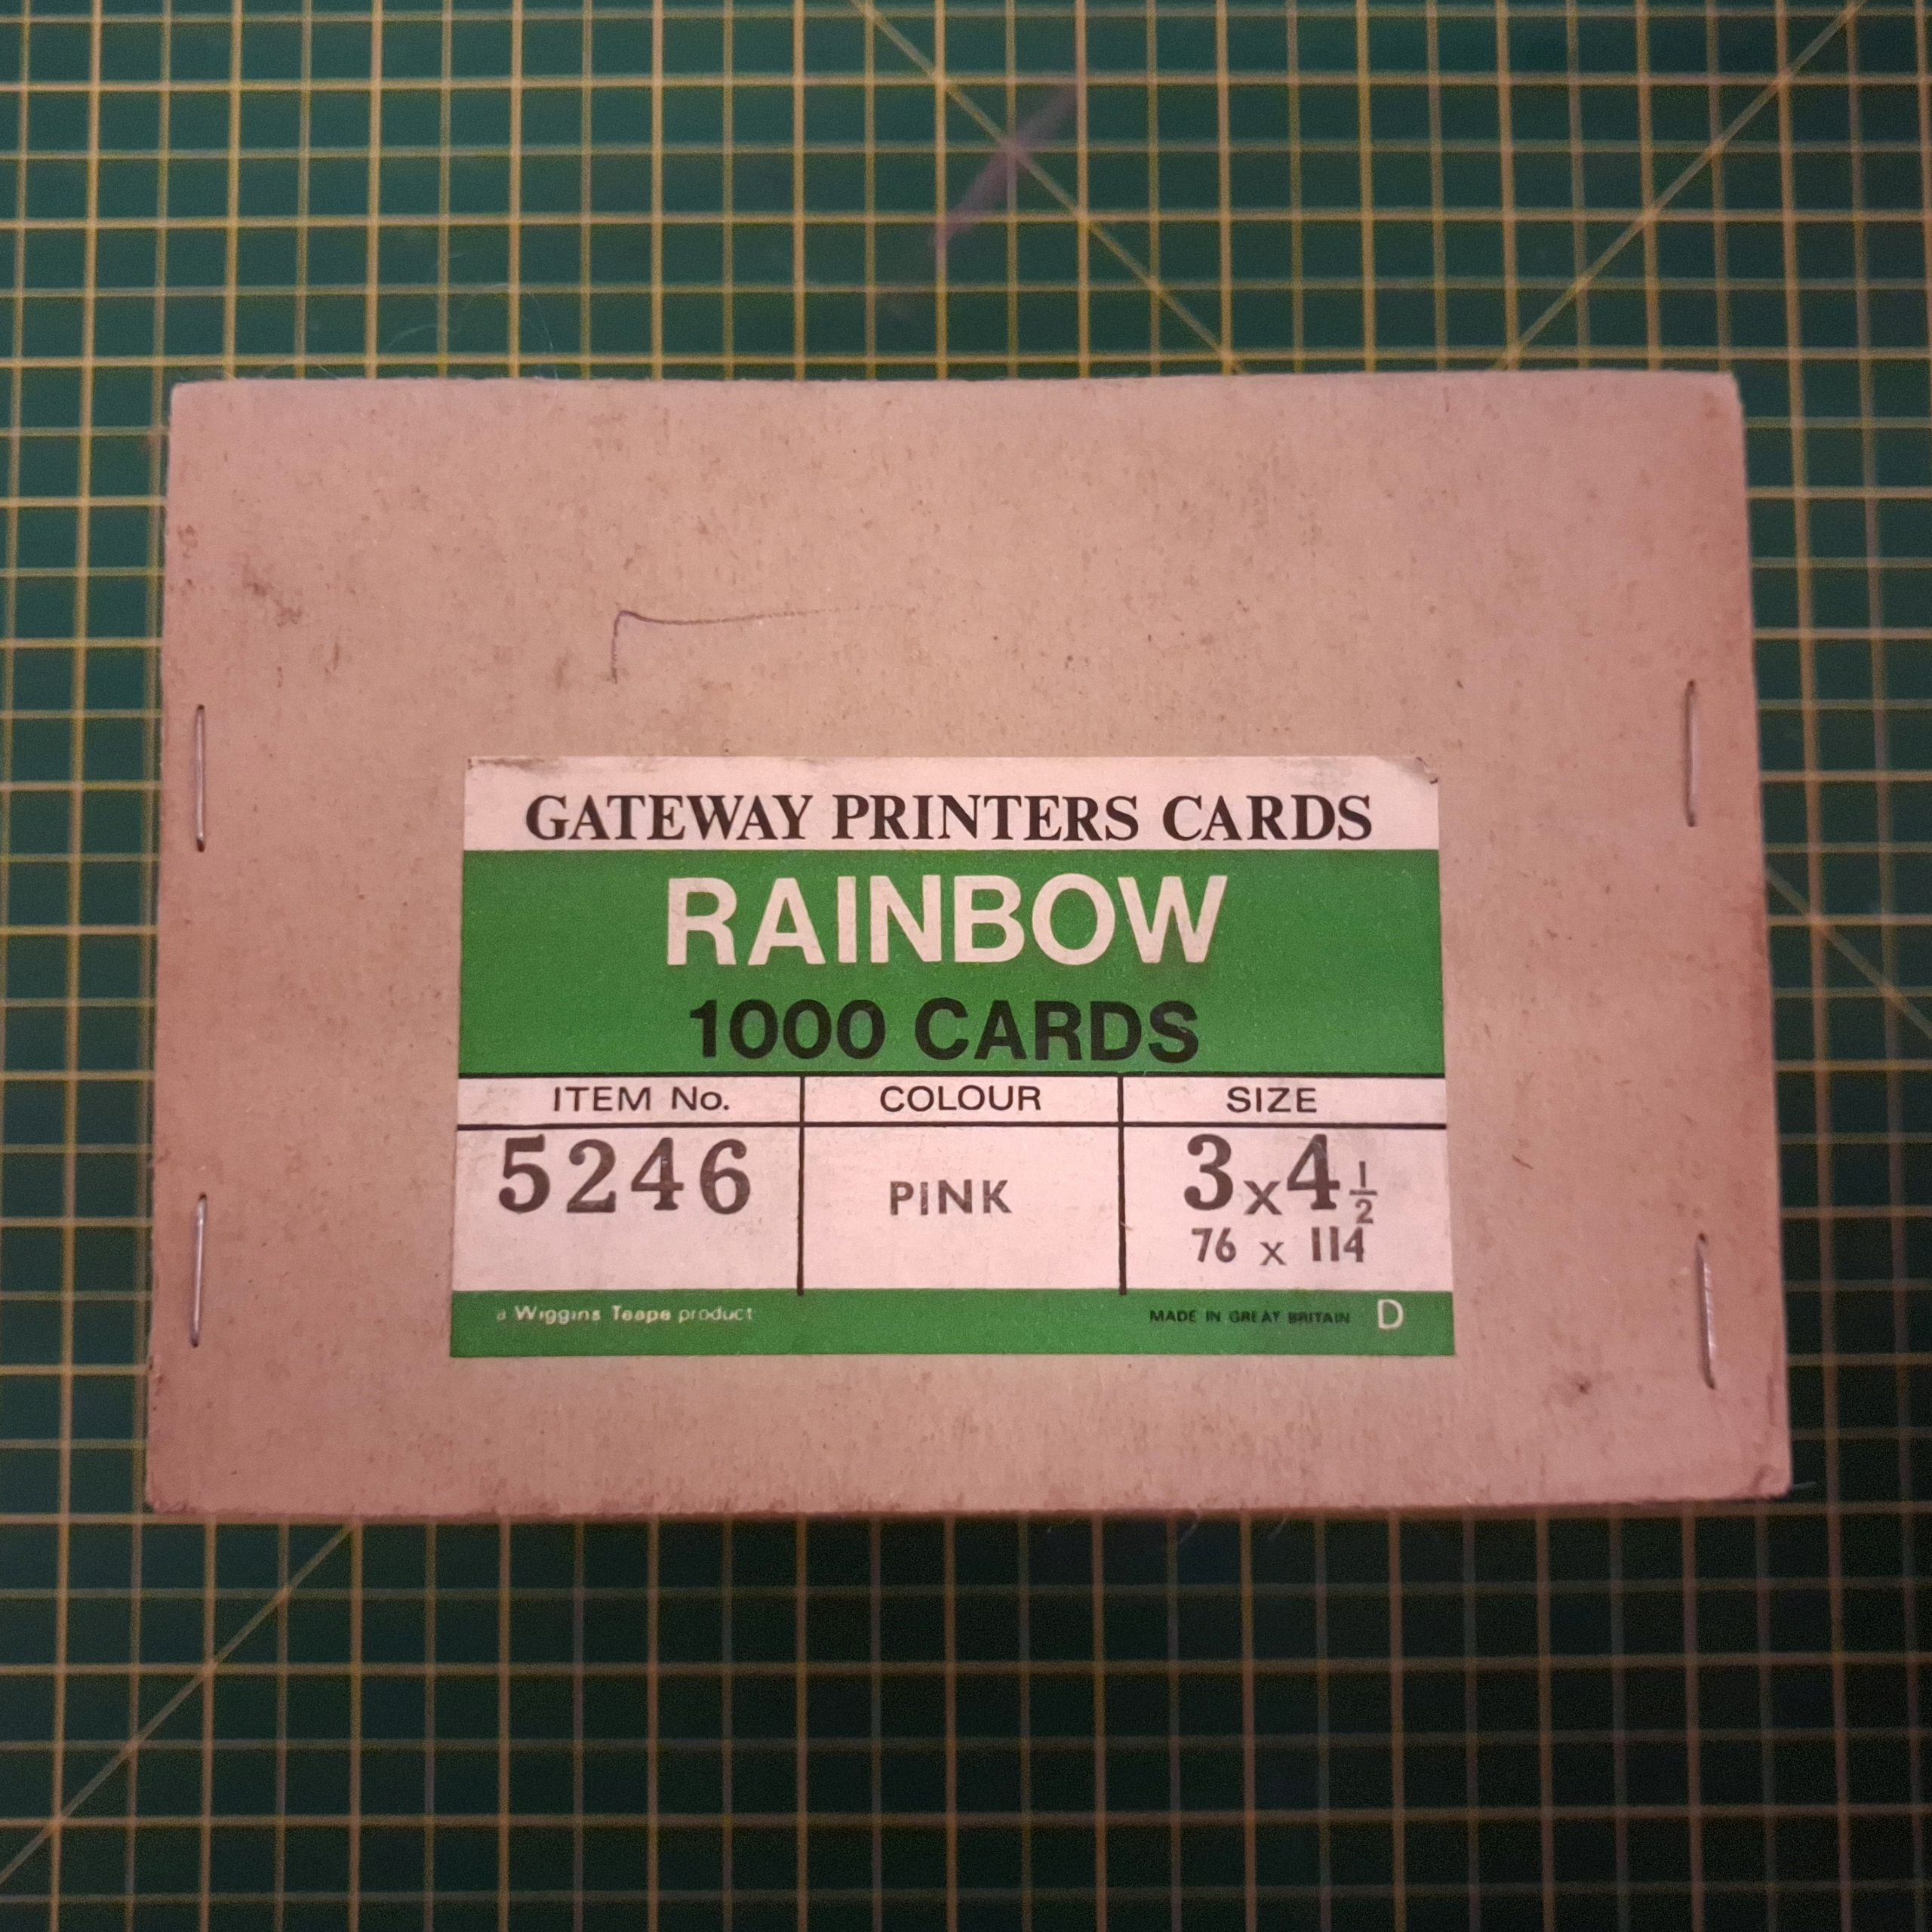 GATEWAY PRINTERS CARDS
RAINBOW
1000 CARDS
ITEM No. COLOUR SIZE
5246 PINK 3x4½
76 x 114
a Wiggins Teape product MADE IN GREAT BRITAIN D